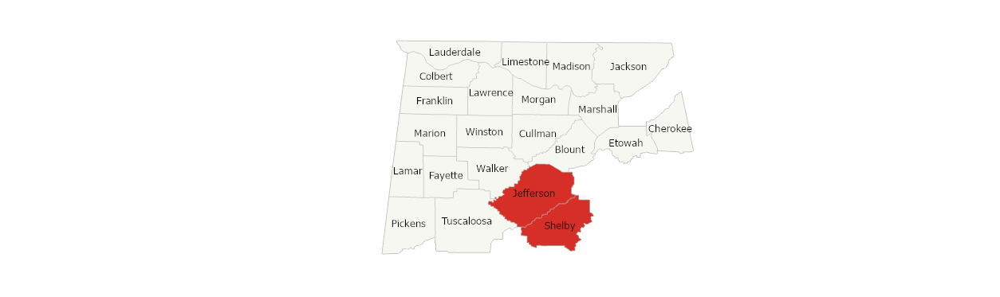 Lauderdale
Limestone
Madison
Jackson
Colbert
Lawrence
Franklin
Morgan
Marshall
Cherokee
Marion
Winston
Cullman
Etowah
Blount
Lamar
Fayette
Walker
Jefferson
Pickens
Tuscaloosa
Shelby